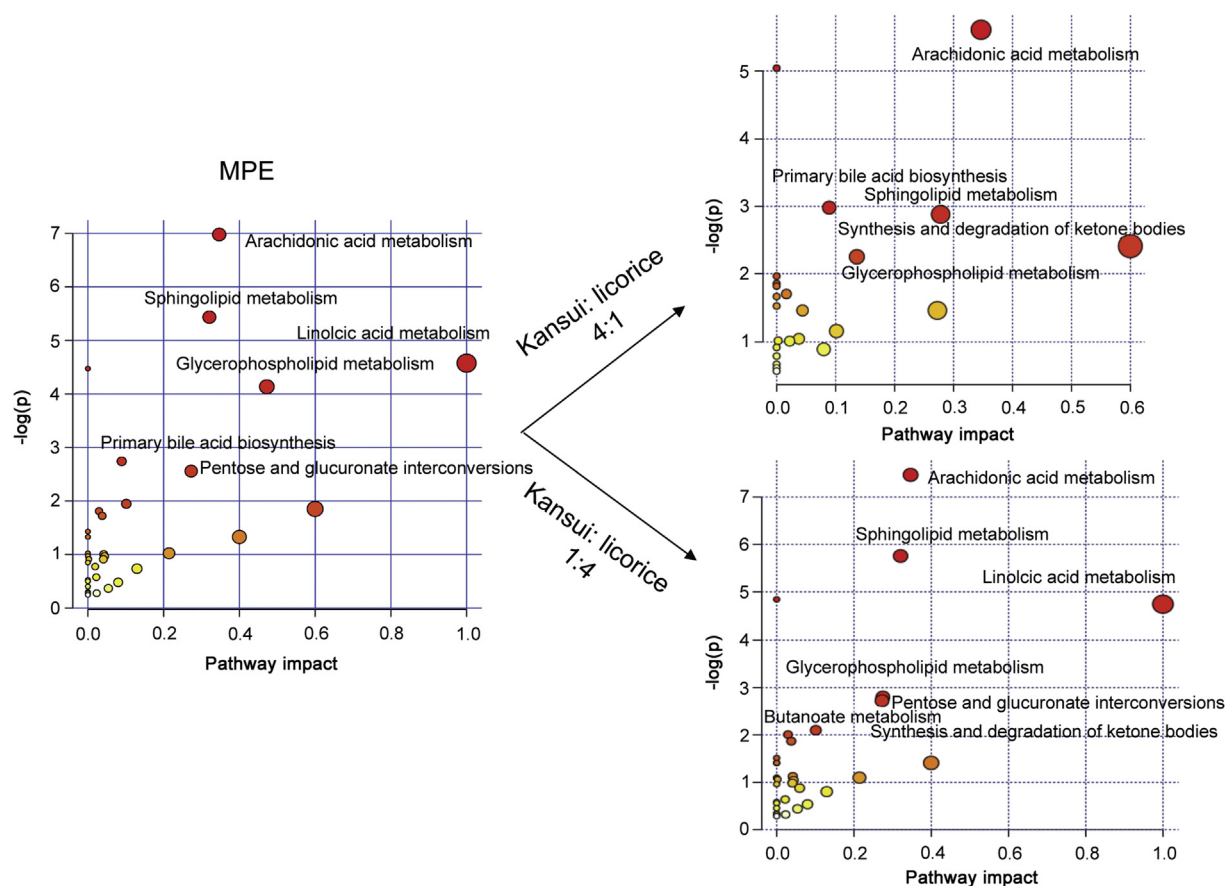 MPE
7
6
5
4
3
2
1
0
-log(p)
Arachidonic acid metabolism
Sphingolipid metabolism
Linolcic acid metabolism
Glycerophospholipid metabolism
Primary bile acid biosynthesis
Pentose and glucuronate interconversions
0.0 0.2 0.4 0.6 0.8 1.0
Pathway impact
Kansui: licorice
4:1
Kansui: licorice
1:4
5
4
3
2
1
-log(p)
Arachidonic acid metabolism
Primary bile acid biosynthesis
Sphingolipid metabolism
Synthesis and degradation of ketone bodies
Glycerophospholipid metabolism
0.0 0.1 0.2 0.3 0.4 0.5 0.6
Pathway impact
7
6
5
4
3
2
1
0
-log(p)
Arachidonic acid metabolism
Sphingolipid metabolism
Linolcic acid metabolism
Glycerophospholipid metabolism
Pentose and glucuronate interconversions
Butanoate metabolism
Synthesis and degradation of ketone bodies
0.0 0.2 0.4 0.6 0.8 1.0
Pathway impact